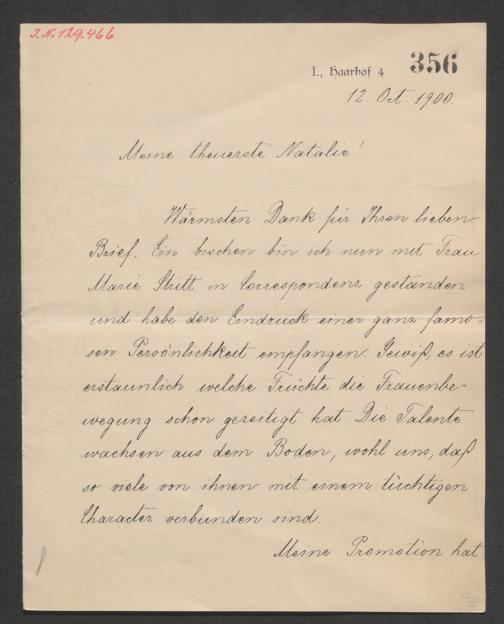 I.N. 129.466
I., Haarhof 4
356
12 Oct. 1900.
Meine theuerste Natalie!
Wärmsten Dank für Ihren lieben
Brief. Ein bischen bin ich nun mit Frau
Marie Stritt in Correspondenz gestanden
und habe den Eindruck einer ganz famo-
sen Persönlichkeit empfangen. Gewiß, es ist
erstaunlich welche Früchte die Frauenbe-
wegung schon gezeitigt hat. Die Talente
wachsen aus dem Boden, wohl uns, daß
so viele von ihnen mit einem tüchtigen
Character verbunden sind.
Meine Promotion hat